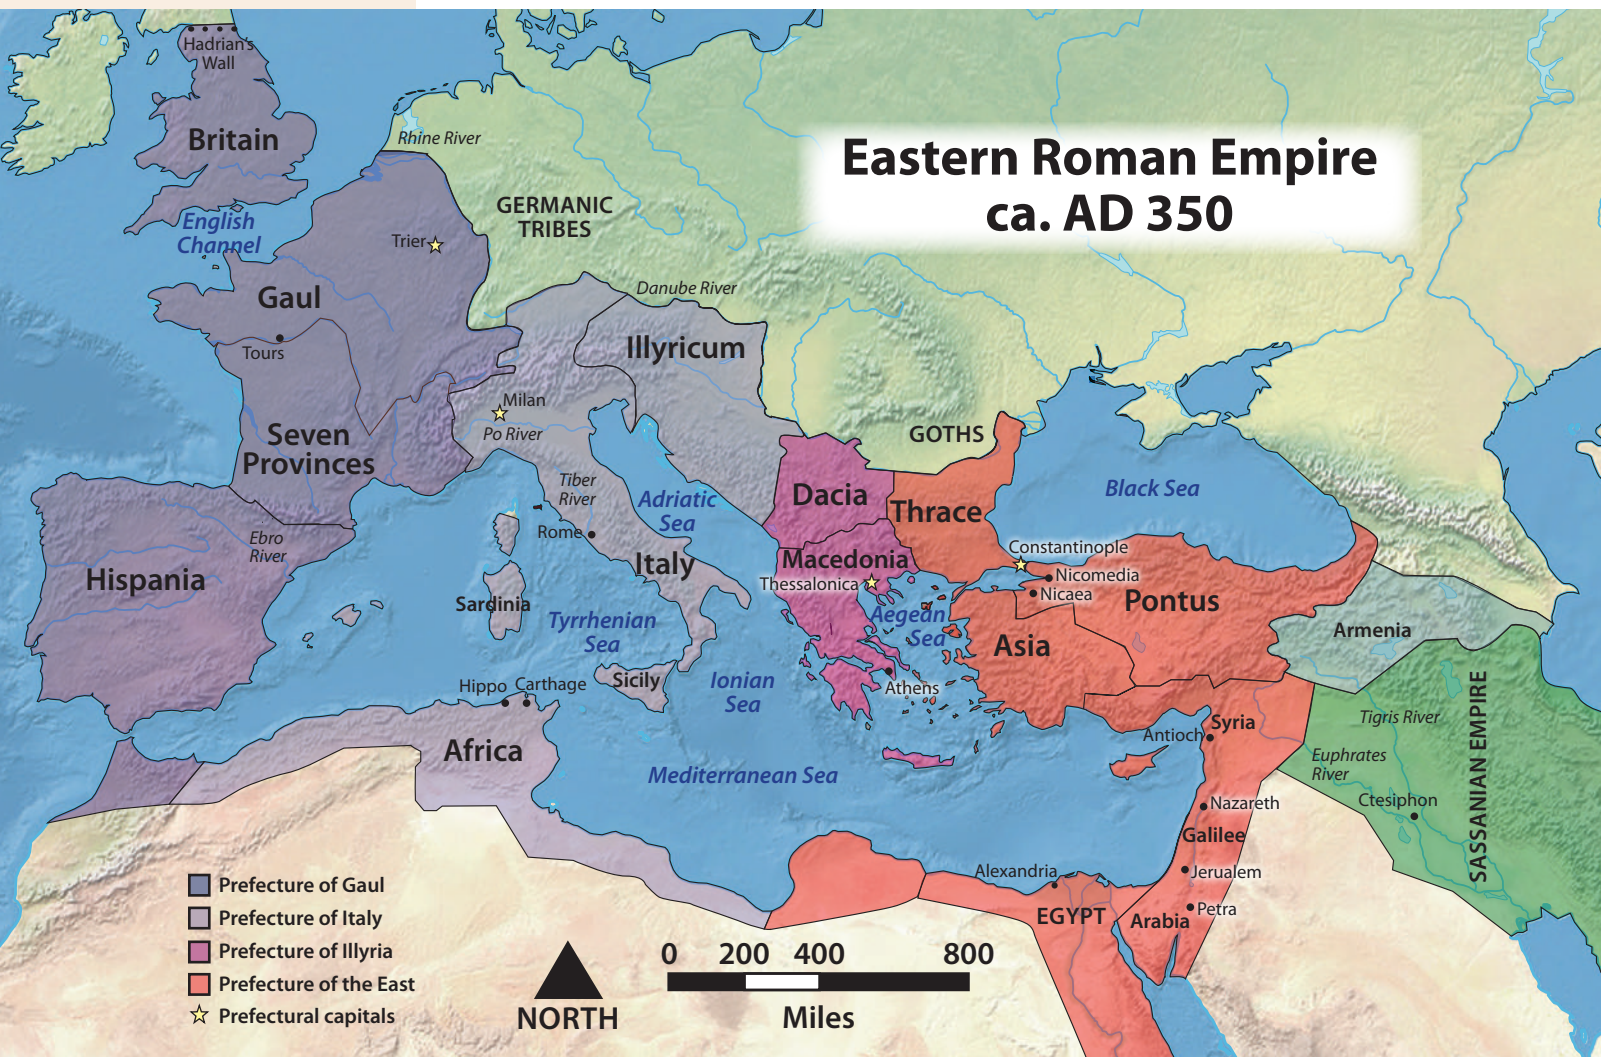 Eastern Roman Empire
ca. AD 350
Hadrian's
Wall
Britain
Rhine River
English
Channel
GERMANIC
TRIBES
Trier
Gaul
Danube River
Tours
Illyricum
Milan
Po River
Seven
Provinces
GOTHS
Tiber
River
Adriatic
Sea
Dacia
Thrace
Black Sea
Ebro
River
Rome
Italy
Macedonia
Constantinople
Thessalonica
Nicomedia
Nicaea
Hispania
Sardinia
Tyrrhenian
Sea
Aegean
Sea
Pontus
Asia
Armenia
Sicily
Ionian
Sea
Athens
Hippo
Carthage
Africa
Syria
Antioch
Tigris River
Euphrates
River
SASSANIAN EMPIRE
Mediterranean Sea
Ctesiphon
Nazareth
Galilee
Alexandria
Jerualem
EGYPT
Arabia
Petra
Prefecture of Gaul
Prefecture of Italy
Prefecture of Illyria
Prefecture of the East
Prefectural capitals
NORTH
0 200 400 800
Miles